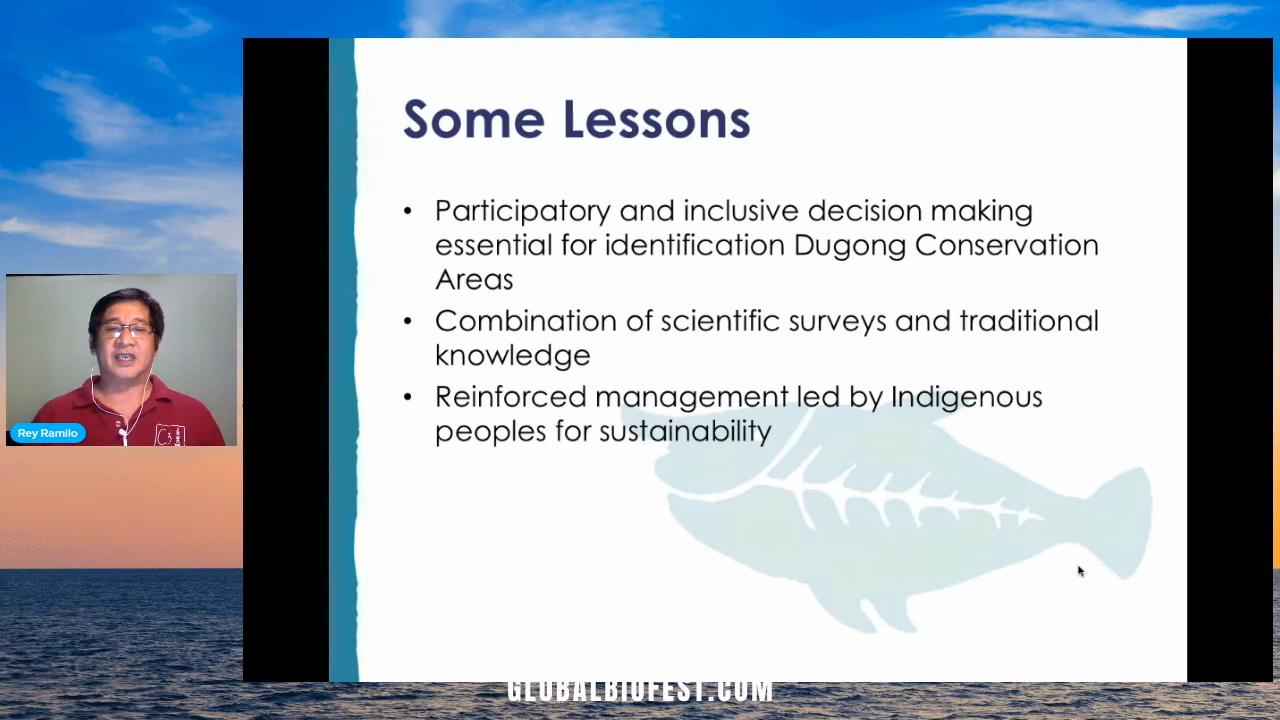 Some Lessons
• Participatory and inclusive decision making
essential for identification Dugong Conservation
Areas
• Combination of scientific surveys and traditional
knowledge
• Reinforced management led by Indigenous
peoples for sustainability
Rey Ramilo
C3
GLOBALBIOFEST.COM